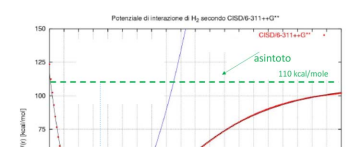 Potenziale di interazione di H2 secondo CISD/6-311++G**
150
CISD/6-311++G**
asintoto
125
110 kcal/mole
100
75
[kcal/mol]